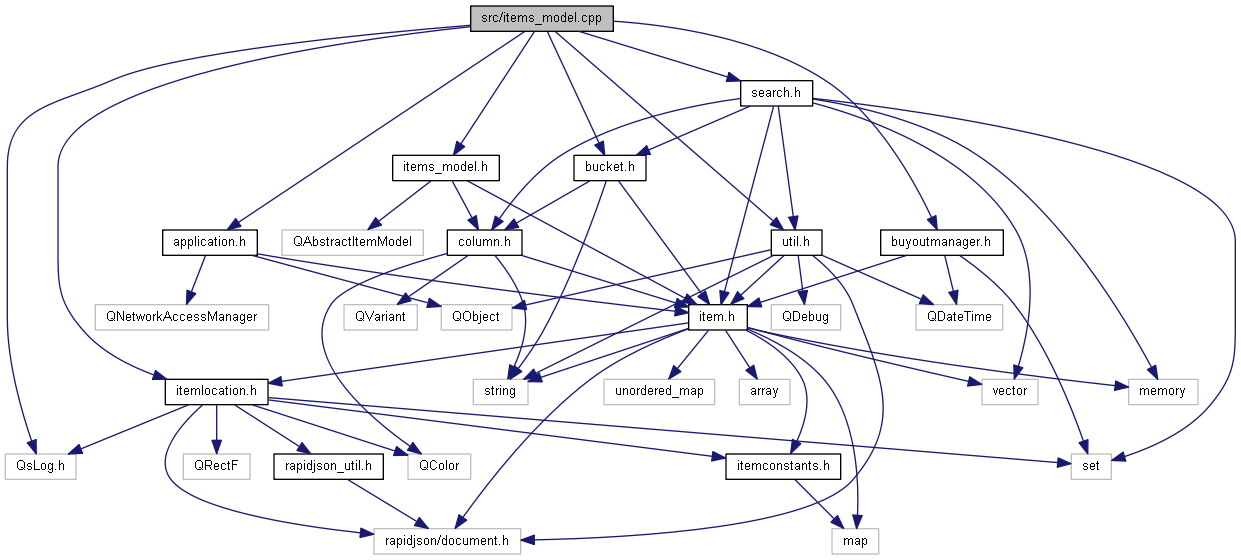 src/items_model.cpp
search.h
items_model.h
bucket.h
application.h
QAbstractItemModel
column.h
util.h
buyoutmanager.h
QNetworkAccessManager
QVariant
QObject
item.h
QDebug
QDateTime
itemlocation.h
string
unordered_map
array
vector
memory
QsLog.h
QRectF
rapidjson_util.h
QColor
itemconstants.h
set
rapidjson/document.h
map